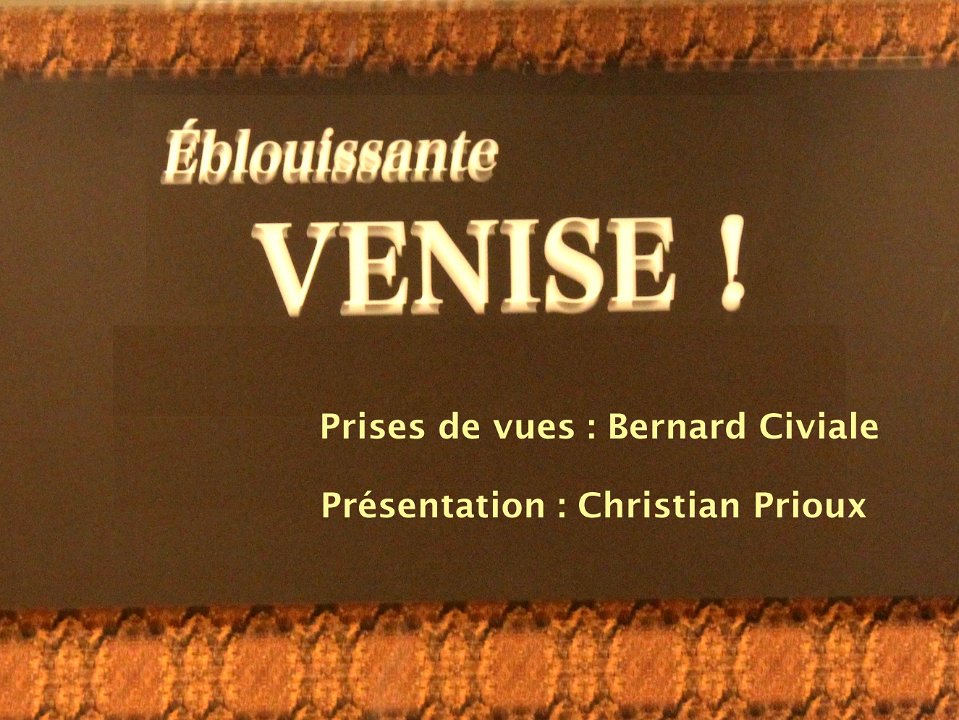 Éblouissante
VENISE !
Prises de vues : Bernard Civiale
Présentation : Christian Prioux